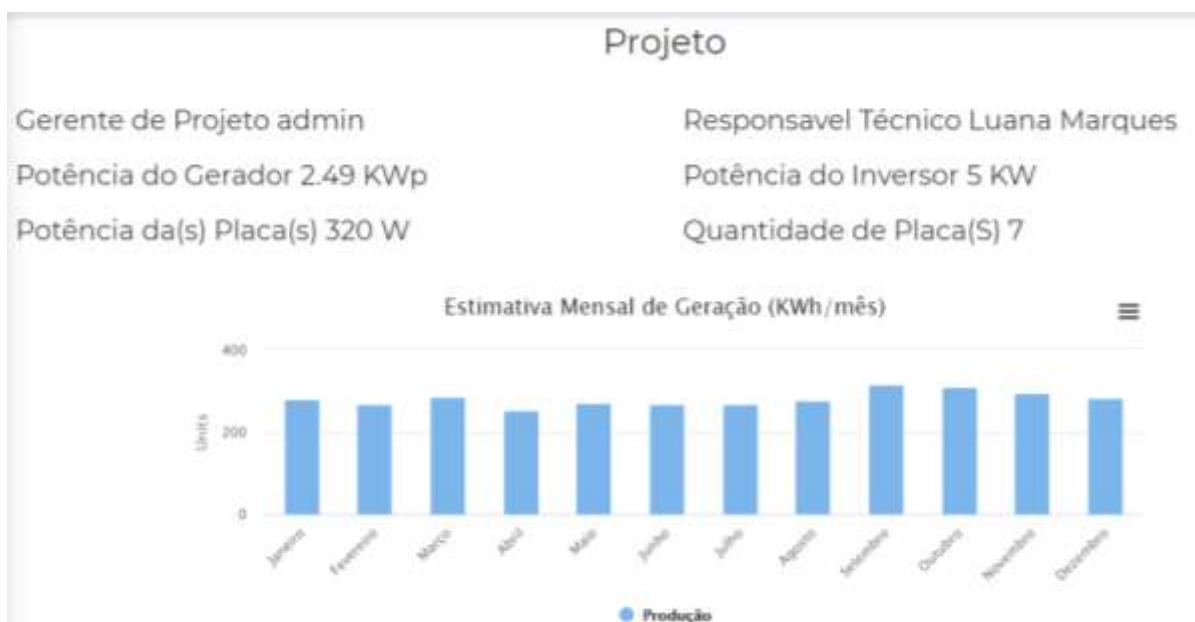 Projeto
Gerente de Projeto admin
Responsavel Técnico Luana Marques
Potência do Gerador 2.49 KWp
Potência do Inversor 5 KW
Potência da(s) Placa(s) 320 W
Quantidade de Placa(S) 7
Estimativa Mensal de Geração (KWh/mês)
400
200
0
Units
Janeiro
Fevereiro
Março
Abril
Maio
Junho
Julho
Agosto
Setembro
Outubro
Novembro
Dezembro
Produção